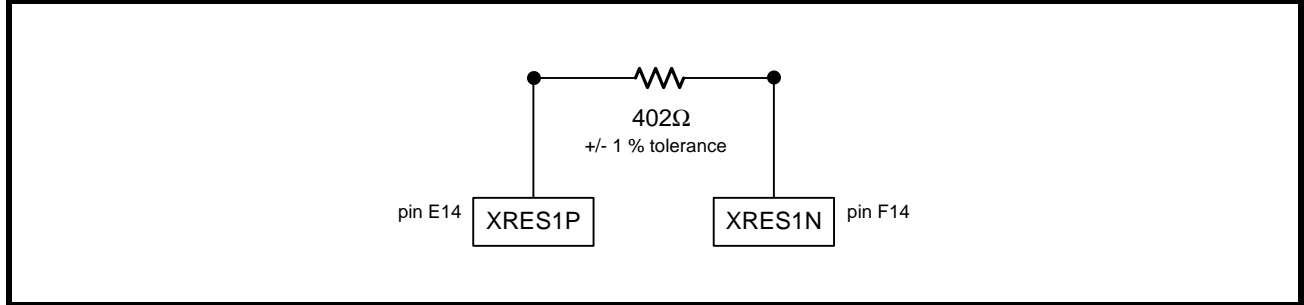 402Ω
+/- 1 % tolerance
pin E14 XRES1P XRES1N pin F14